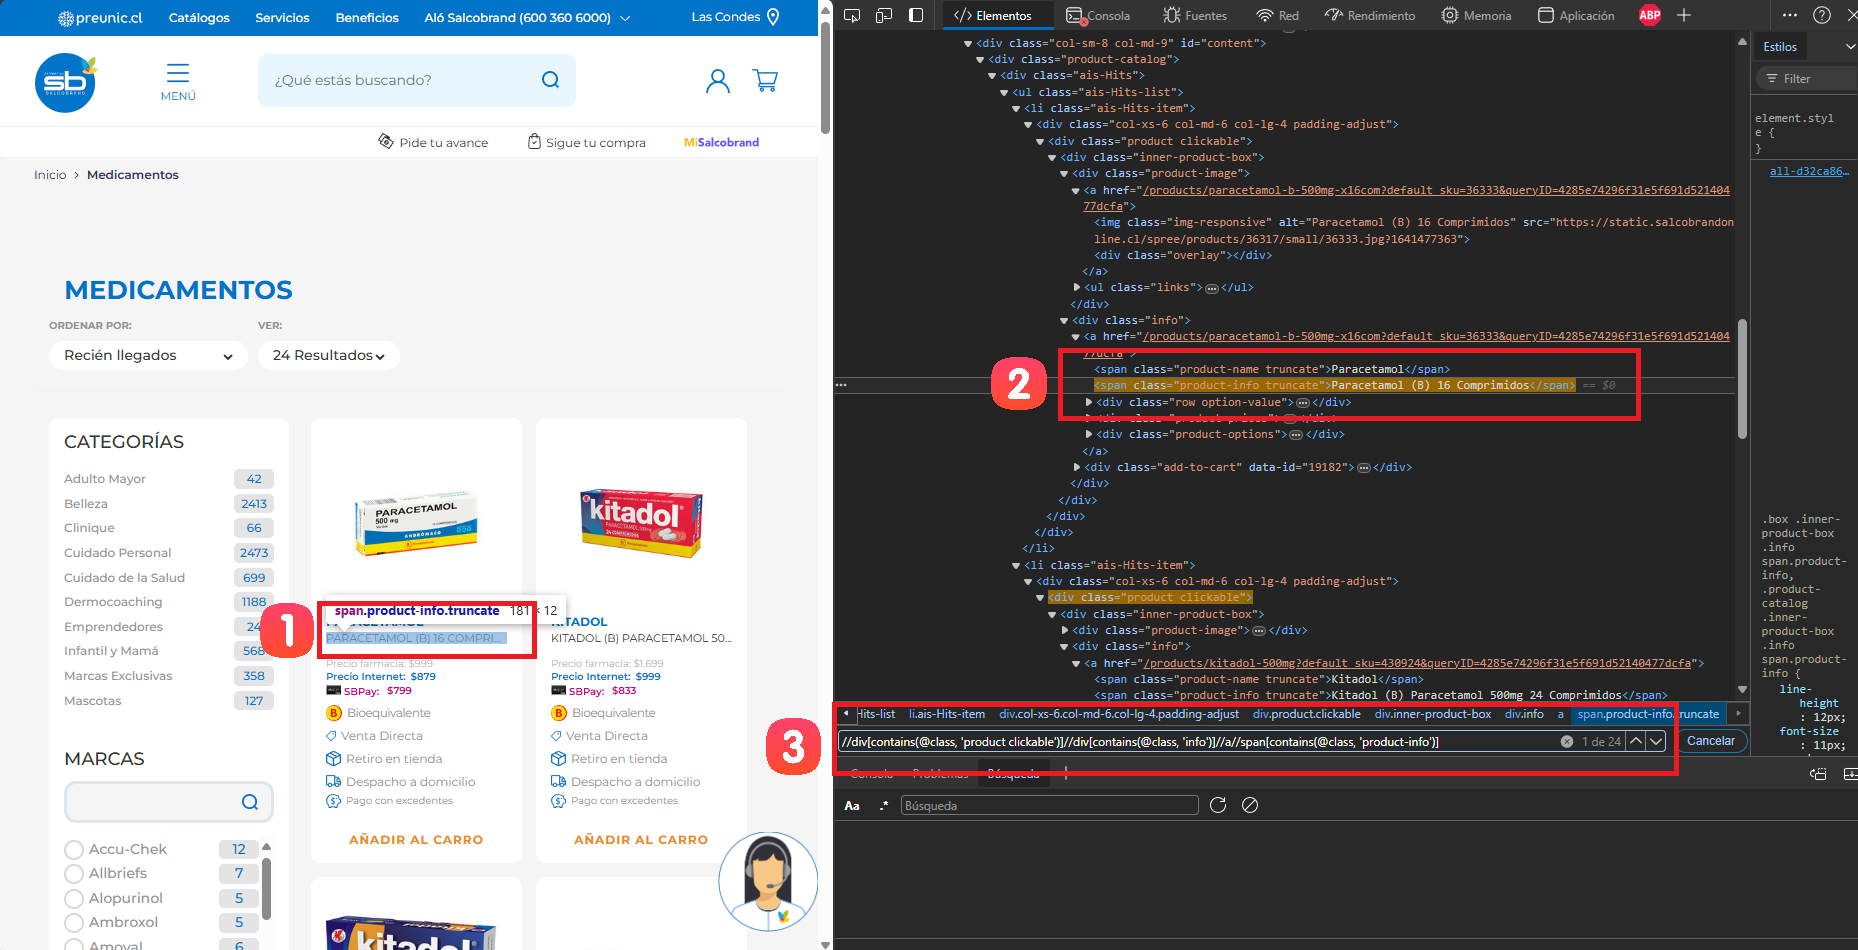 preunic.cl Catálogos Servicios Beneficios Aló Salcobrand (600 360 6000) Las Condes
sb
SALCOBRAND
MENÚ
¿Qué estás buscando?
Pide tu avance Sigue tu compra MiSalcobrand
Inicio > Medicamentos
MEDICAMENTOS
ORDENAR POR: VER:
Recién llegados 24 Resultados
CATEGORÍAS
Adulto Mayor 42
Belleza 2413
Clinique 66
Cuidado Personal 2473
Cuidado de la Salud 699
Dermocoaching 1188
Emprendedores 24
Infantil y Mamá 568
Marcas Exclusivas 358
Mascotas 127
MARCAS
Accu-Chek 12
Allbriefs 7
Alopurinol 5
Ambroxol 5
Amoval 6
PARACETAMOL
500 mg
ANDRÓMACO
span.product-info.truncate 181 × 12
1
PARACETAMOL
PARACETAMOL (B) 16 COMPRI...
Precio farmacia: $999
Precio Internet: $879
SBPay: $799
B Bioequivalente
Venta Directa
Retiro en tienda
Despacho a domicilio
Pago con excedentes
AÑADIR AL CARRO
kitadol
KITADOL
KITADOL (B) PARACETAMOL 50...
Precio farmacia: $1.699
Precio Internet: $999
SBPay: $833
B Bioequivalente
Venta Directa
Retiro en tienda
Despacho a domicilio
Pago con excedentes
AÑADIR AL CARRO
kitadol
Elementos Consola Fuentes Red Rendimiento Memoria Aplicación ABP
<div class="col-sm-8 col-md-9" id="content">
<div class="product-catalog">
<div class="ais-Hits">
<ul class="ais-Hits-list">
<li class="ais-Hits-item">
<div class="col-xs-6 col-md-6 col-lg-4 padding-adjust">
<div class="product clickable">
<div class="inner-product-box">
<div class="product-image">
<a href="/products/paracetamol-b-500mg-x16com?default_sku=36333&queryID=4285e74296f31e5f691d521404
77dcfa">
<img class="img-responsive" alt="Paracetamol (B) 16 Comprimidos" src="https://static.salcobrandon
line.cl/spree/products/36317/small/36333.jpg?1641477363">
<div class="overlay"></div>
</a>
<ul class="links">…</ul>
</div>
<div class="info">
<a href="/products/paracetamol-b-500mg-x16com?default_sku=36333&queryID=4285e74296f31e5f691d521404
77dcfa">
2
<span class="product-name truncate">Paracetamol</span>
<span class="product-info truncate">Paracetamol (B) 16 Comprimidos</span> == $0
<div class="row option-value">…</div>
<div class="product-prices">…</div>
<div class="product-options">…</div>
</a>
<div class="add-to-cart" data-id="19182">…</div>
</div>
</div>
</div>
</div>
</li>
<li class="ais-Hits-item">
<div class="col-xs-6 col-md-6 col-lg-4 padding-adjust">
<div class="product clickable">
<div class="inner-product-box">
<div class="product-image">…</div>
<div class="info">
<a href="/products/kitadol-500mg?default_sku=430924&queryID=4285e74296f31e5f691d52140477dcfa">
<span class="product-name truncate">Kitadol</span>
<span class="product-info truncate">Kitadol (B) Paracetamol 500mg 24 Comprimidos</span>
Hits-list li.ais-Hits-item div.col-xs-6.col-md-6.col-lg-4.padding-adjust div.product.clickable div.inner-product-box div.info a span.product-info.truncate
3
//div[contains(@class, 'product clickable')]//div[contains(@class, 'info')]//a//span[contains(@class, 'product-info')] 1 de 24 Cancelar
Consola Problemas Búsqueda
Aa .* Búsqueda
Estilos
Filter
element.styl
e {
}
all-d32ca86…
.box .inner-
product-box
.info
span.product-
info,
.product-
catalog
.inner-
product-box
.info
span.product-
info {
line-
height
: 12px;
font-size
: 11px;